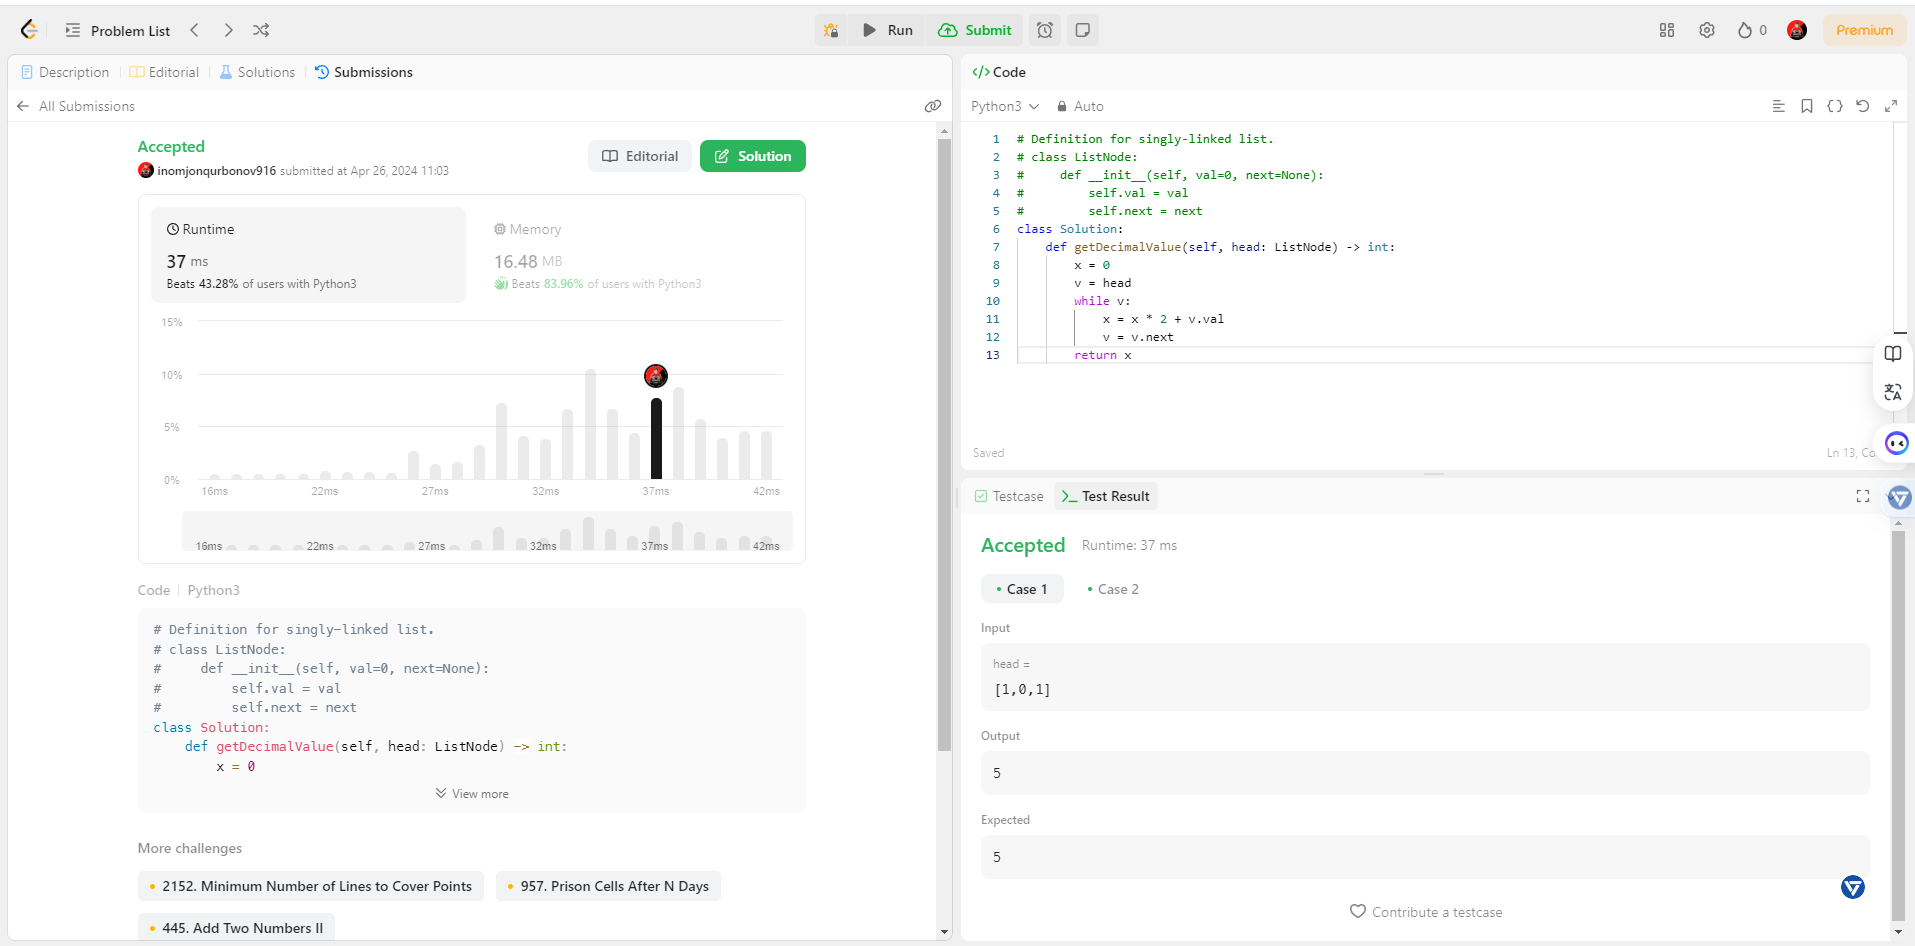 Problem List
Run
Submit
0
Premium
Description
Editorial
Solutions
Submissions
All Submissions
Accepted
inomjonqurbonov916 submitted at Apr 26, 2024 11:03
Editorial
Solution
Runtime
37 ms
Beats 43.28% of users with Python3
Memory
16.48 MB
Beats 83.96% of users with Python3
15%
10%
5%
0%
16ms 22ms 27ms 32ms 37ms 42ms
16ms 22ms 27ms 32ms 37ms 42ms
Code
Python3
# Definition for singly-linked list.
# class ListNode:
#     def __init__(self, val=0, next=None):
#         self.val = val
#         self.next = next
class Solution:
    def getDecimalValue(self, head: ListNode) -> int:
        x = 0
View more
More challenges
2152. Minimum Number of Lines to Cover Points
957. Prison Cells After N Days
445. Add Two Numbers II
</> Code
Python3
Auto
1 # Definition for singly-linked list.
2 # class ListNode:
3 #     def __init__(self, val=0, next=None):
4 #         self.val = val
5 #         self.next = next
6 class Solution:
7     def getDecimalValue(self, head: ListNode) -> int:
8         x = 0
9         v = head
10         while v:
11             x = x * 2 + v.val
12             v = v.next
13         return x
Saved
Ln 13, Co
Testcase
Test Result
Accepted
Runtime: 37 ms
Case 1
Case 2
Input
head =
[1,0,1]
Output
5
Expected
5
Contribute a testcase